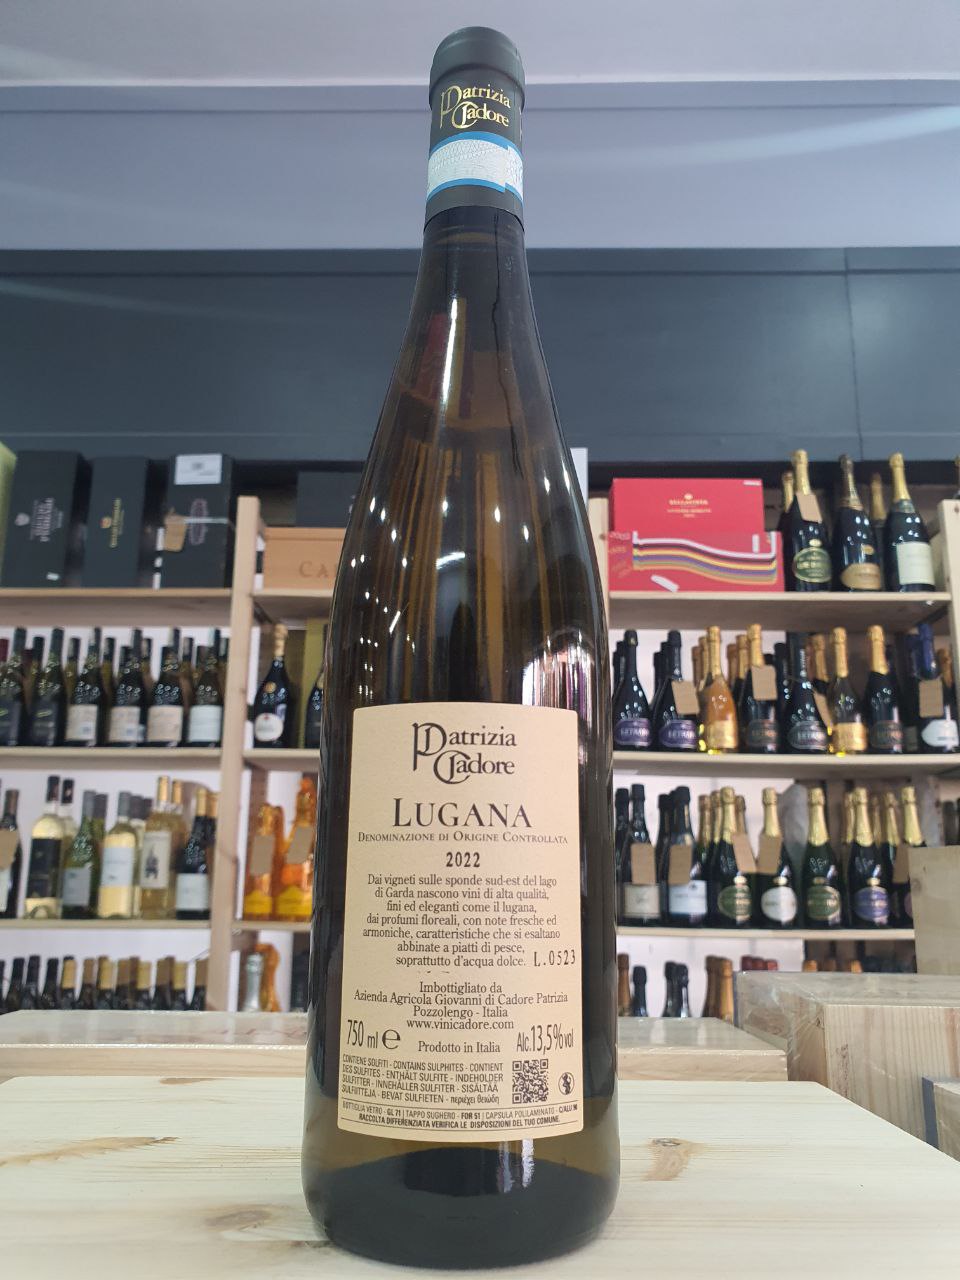 Patrizia
Cadore
BELLAVISTA
Patrizia
Cadore
LUGANA
DENOMINAZIONE DI ORIGINE CONTROLLATA
2022
Dai vigneti sulle sponde sud-est del lago
di Garda nascono vini di alta qualità,
fini ed eleganti come il lugana,
dai profumi floreali, con note fresche ed
armoniche, caratteristiche che si esaltano
abbinate a piatti di pesce,
soprattutto d'acqua dolce. L.0523
Imbottigliato da
Azienda Agricola Giovanni di Cadore Patrizia
Pozzolengo - Italia
www.vinicadore.com
750 ml e Prodotto in Italia Alc.13,5%vol
CONTIENE SOLFITI - CONTAINS SULPHITES - CONTIENT
DES SULFITES - ENTHÄLT SULFITE - INDEHOLDER
SULFITTER - INNEHÅLLER SULFITER - SISÄLTÄÄ
SULFIITTEJA - BEVAT SULFIETEN - περιέχει θειώδη
BOTTIGLIA VETRO - GL 71 | TAPPO SUGHERO - FOR 51 | CAPSULA POLILAMINATO - C/ALU 90
RACCOLTA DIFFERENZIATA VERIFICA LE DISPOSIZIONI DEL TUO COMUNE.